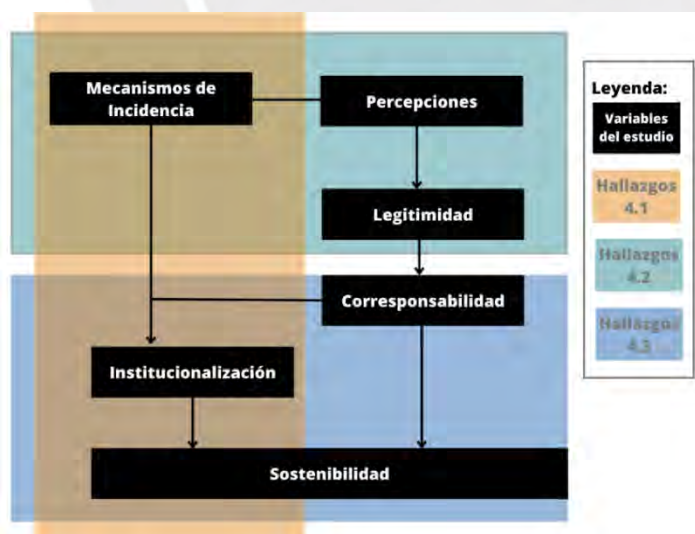 Mecanismos de
Incidencia
Percepciones
Legitimidad
Corresponsabilidad
Institucionalización
Sostenibilidad
Leyenda:
Variables
del estudio
Hallazgos
4.1
Hallazgos
4.2
Hallazgos
4.3